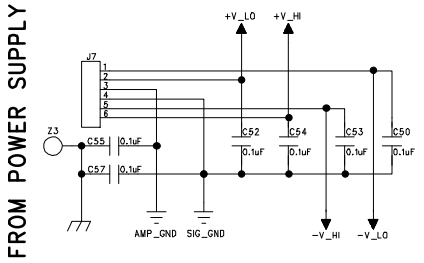 FROM POWER SUPPLY
+V_LO
+V_HI
J7
1
2
3
4
5
6
Z3
C55
0.1uF
C57
0.1uF
C52
0.1uF
C54
0.1uF
C53
0.1uF
C50
0.1uF
AMP_GND
SIG_GND
-V_HI
-V_LO